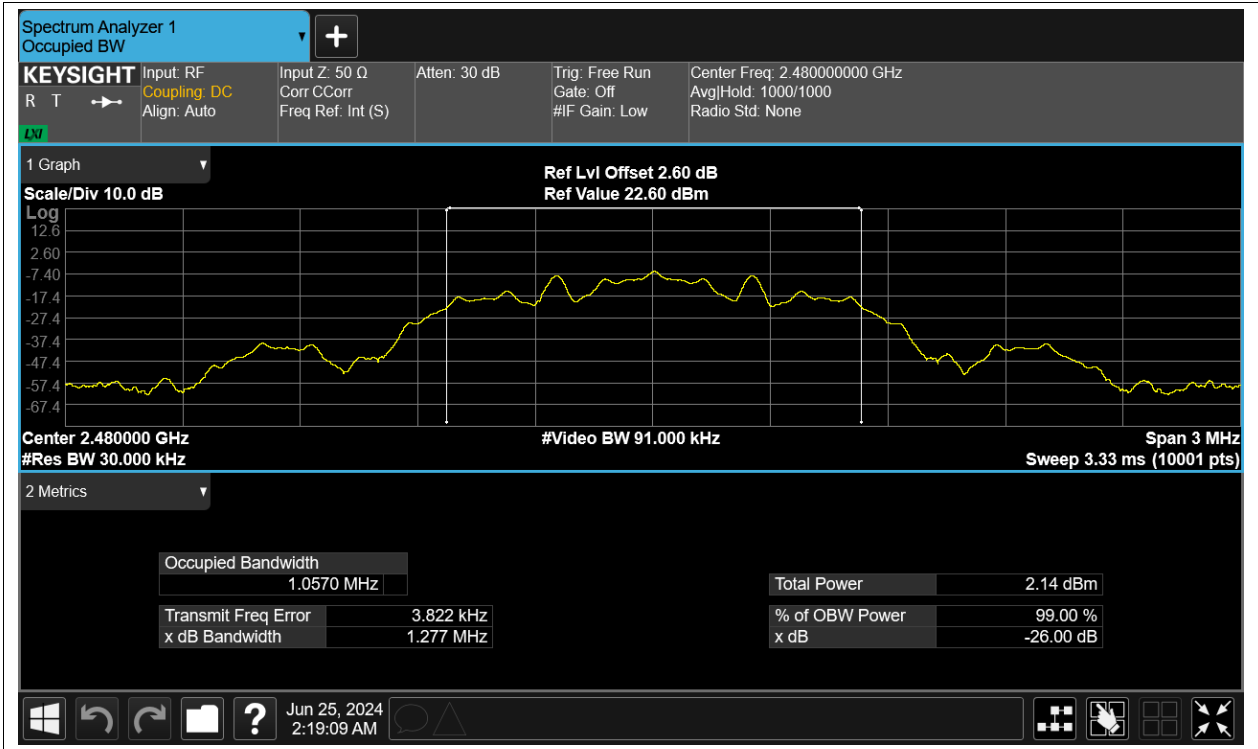 Spectrum Analyzer 1
Occupied BW
KEYSIGHT
R T
LXI
Input: RF
Coupling: DC
Align: Auto
Input Z: 50 Ω
Corr CCorr
Freq Ref: Int (S)
Atten: 30 dB
Trig: Free Run
Gate: Off
#IF Gain: Low
Center Freq: 2.480000000 GHz
Avg|Hold: 1000/1000
Radio Std: None
1 Graph
Scale/Div 10.0 dB
Ref Lvl Offset 2.60 dB
Ref Value 22.60 dBm
Log
12.6
2.60
-7.40
-17.4
-27.4
-37.4
-47.4
-57.4
-67.4
Center 2.480000 GHz
#Res BW 30.000 kHz
#Video BW 91.000 kHz
Span 3 MHz
Sweep 3.33 ms (10001 pts)
2 Metrics
Occupied Bandwidth
1.0570 MHz
Transmit Freq Error 3.822 kHz
x dB Bandwidth 1.277 MHz
Total Power 2.14 dBm
% of OBW Power 99.00 %
x dB -26.00 dB
?
Jun 25, 2024
2:19:09 AM